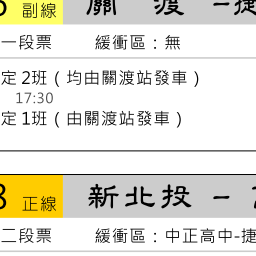 副線 關渡 –
一段票 緩衝區：無
定 2班（均由關渡站發車）
17:30
定 1班（由關渡站發車）
正線 新北投 –
二段票 緩衝區：中正高中-捷